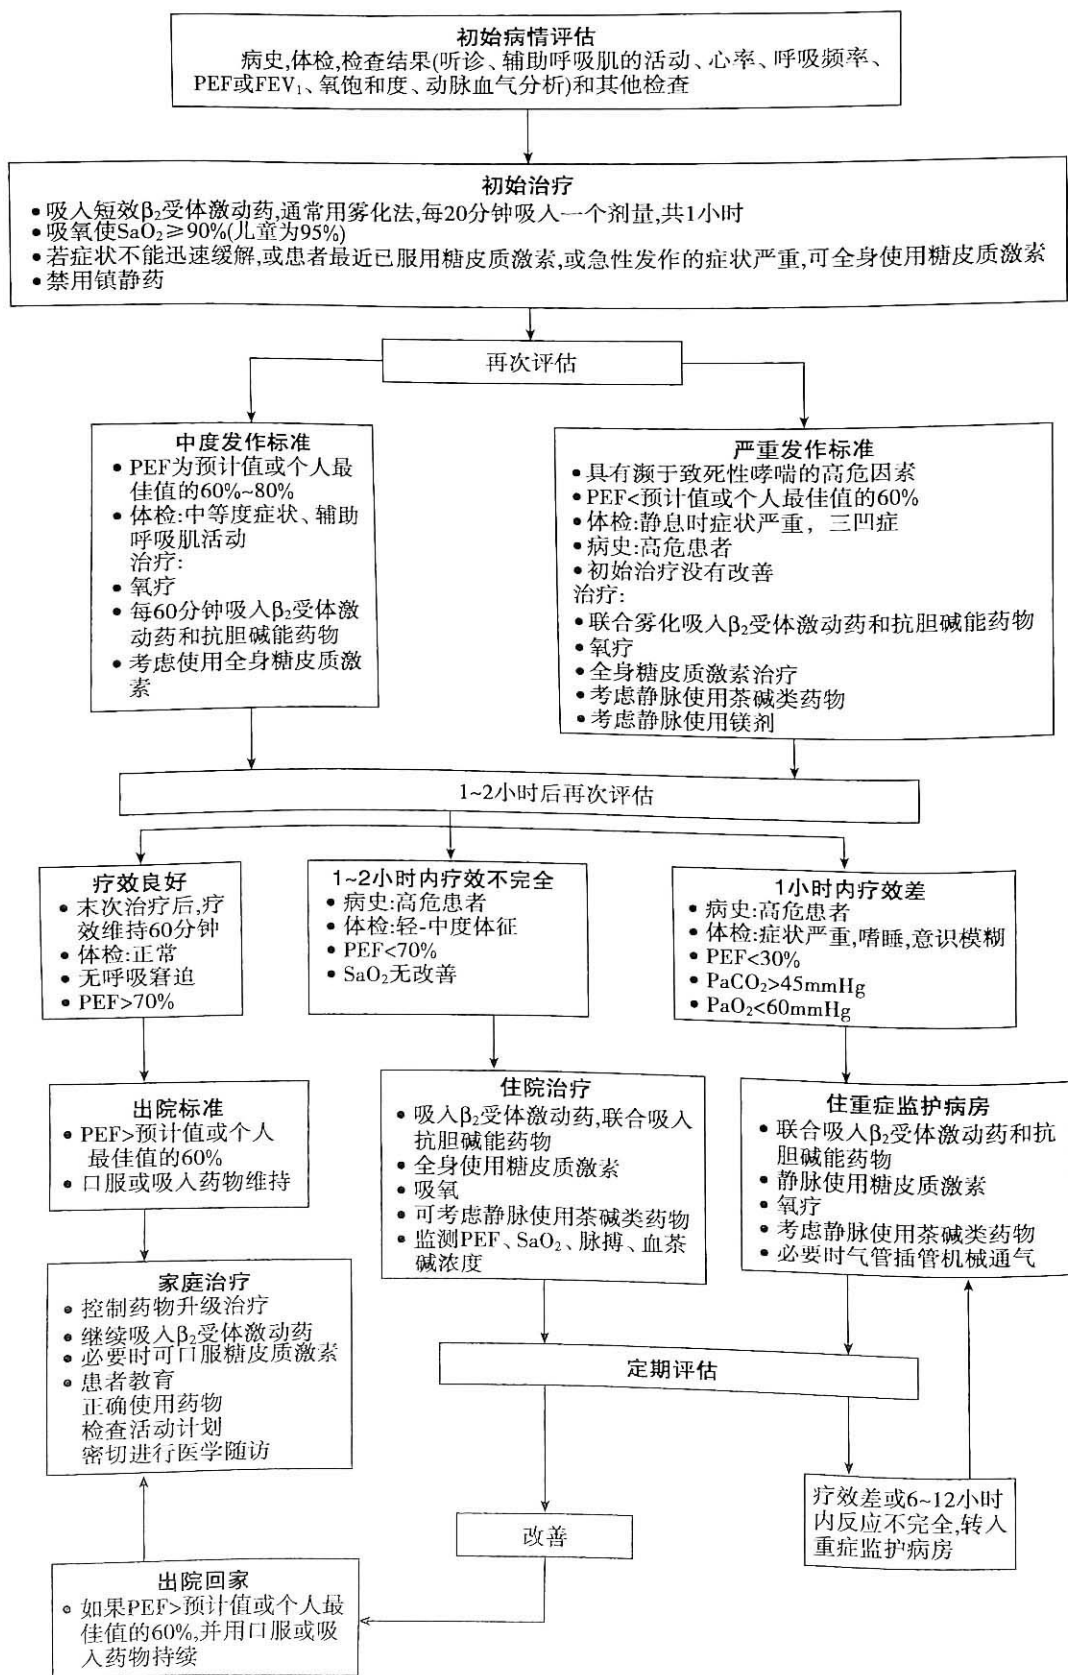 初始病情评估
病史,体检,检查结果(听诊、辅助呼吸肌的活动、心率、呼吸频率、
PEF或FEV₁、氧饱和度、动脉血气分析)和其他检查
初始治疗
• 吸入短效β₂受体激动药,通常用雾化法,每20分钟吸入一个剂量,共1小时
• 吸氧使SaO₂≥90%(儿童为95%)
• 若症状不能迅速缓解,或患者最近已服用糖皮质激素,或急性发作的症状严重,可全身使用糖皮质激素
• 禁用镇静药
再次评估
中度发作标准
• PEF为预计值或个人最
佳值的60%~80%
• 体检:中等度症状、辅助
呼吸肌活动
治疗:
• 氧疗
• 每60分钟吸入β₂受体激
动药和抗胆碱能药物
• 考虑使用全身糖皮质激
素
严重发作标准
• 具有濒于致死性哮喘的高危因素
• PEF<预计值或个人最佳值的60%
• 体检:静息时症状严重，三凹症
• 病史:高危患者
• 初始治疗没有改善
治疗:
• 联合雾化吸入β₂受体激动药和抗胆碱能药物
• 氧疗
• 全身糖皮质激素治疗
• 考虑静脉使用茶碱类药物
• 考虑静脉使用镁剂
1~2小时后再次评估
疗效良好
• 末次治疗后,疗
效维持60分钟
• 体检:正常
• 无呼吸窘迫
• PEF>70%
1~2小时内疗效不完全
• 病史:高危患者
• 体检:轻-中度体征
• PEF<70%
• SaO₂无改善
1小时内疗效差
• 病史:高危患者
• 体检:症状严重,嗜睡,意识模糊
• PEF<30%
• PaCO₂>45mmHg
• PaO₂<60mmHg
出院标准
• PEF>预计值或个人
最佳值的60%
• 口服或吸入药物维持
住院治疗
• 吸入β₂受体激动药,联合吸入
抗胆碱能药物
• 全身使用糖皮质激素
• 吸氧
• 可考虑静脉使用茶碱类药物
• 监测PEF、SaO₂、脉搏、血茶
碱浓度
住重症监护病房
• 联合吸入β₂受体激动药和抗
胆碱能药物
• 静脉使用糖皮质激素
• 氧疗
• 考虑静脉使用茶碱类药物
• 必要时气管插管机械通气
家庭治疗
• 控制药物升级治疗
• 继续吸入β₂受体激动药
• 必要时可口服糖皮质激素
• 患者教育
正确使用药物
检查活动计划
密切进行医学随访
定期评估
改善
疗效差或6~12小时
内反应不完全,转入
重症监护病房
出院回家
• 如果PEF>预计值或个人最
佳值的60%,并用口服或吸
入药物持续